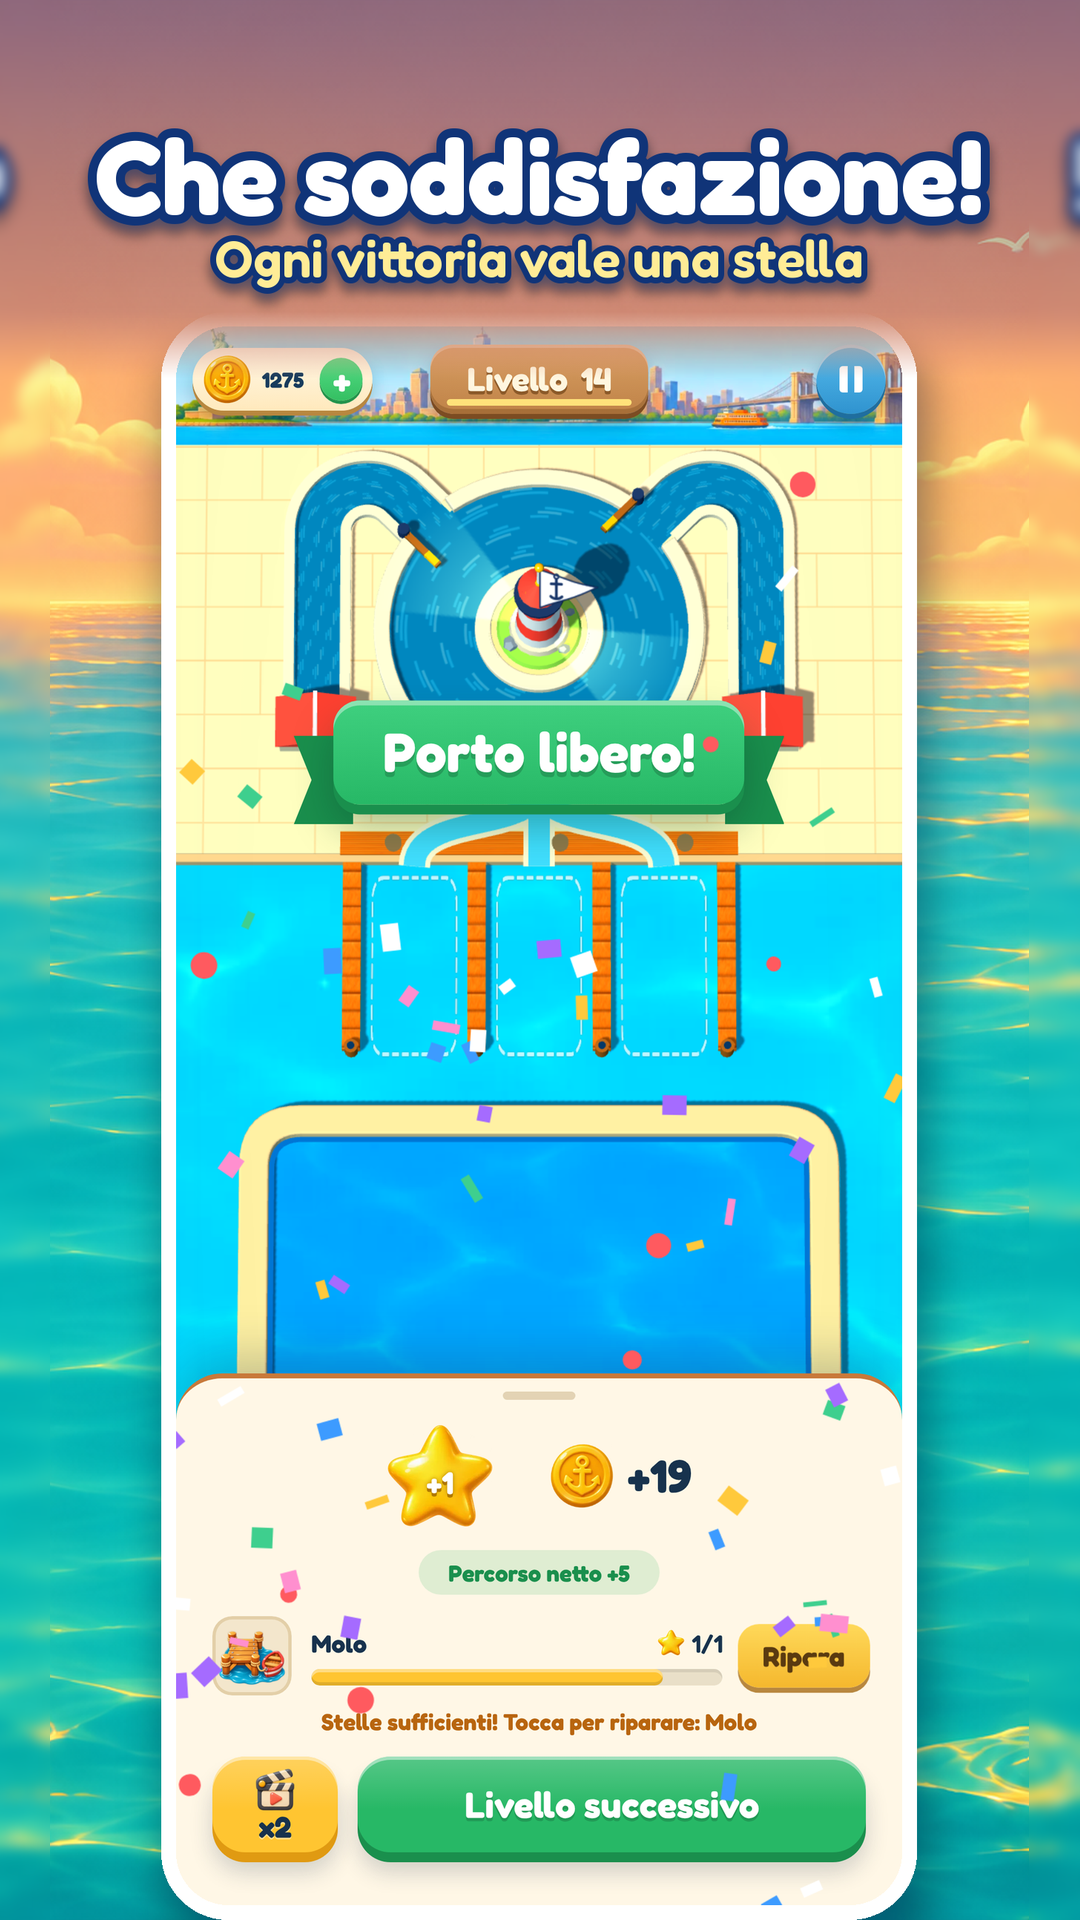 Che soddisfazione!
Ogni vittoria vale una stella
1275
+
Livello 14
Porto libero!
+1
+19
Percorso netto +5
Molo
1/1
Ripara
Stelle sufficienti! Tocca per riparare: Molo
x2
Livello successivo